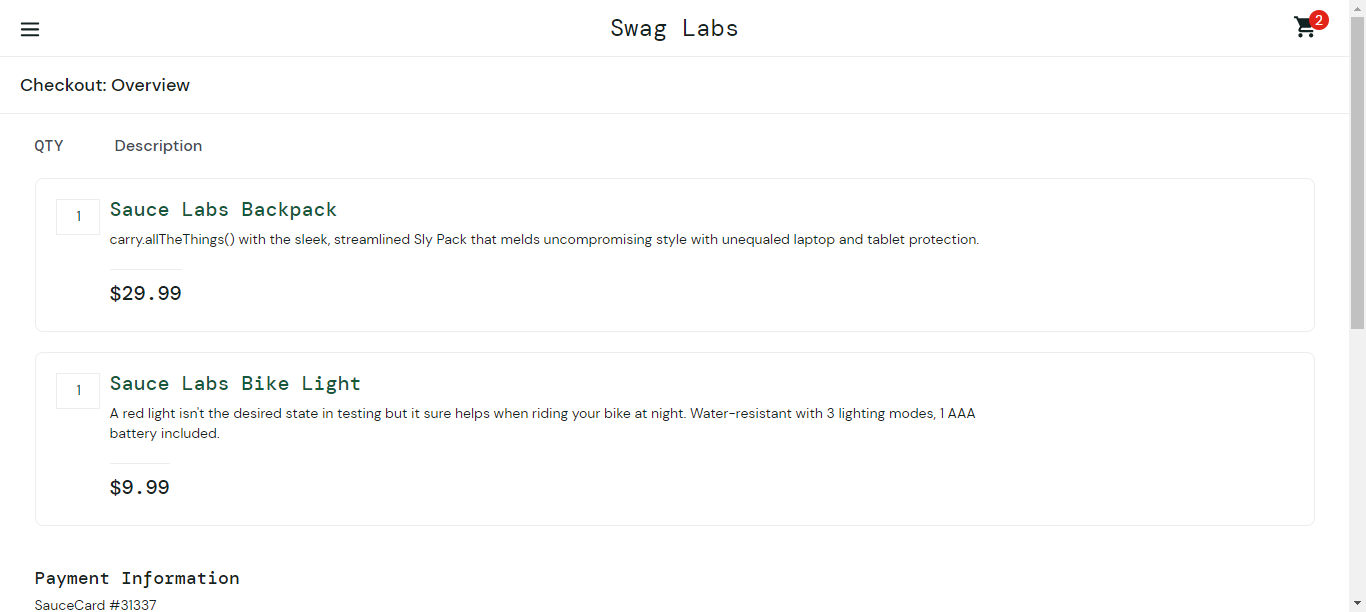 Swag Labs
2
Checkout: Overview
QTY Description
1 Sauce Labs Backpack
carry.allTheThings() with the sleek, streamlined Sly Pack that melds uncompromising style with unequaled laptop and tablet protection.
$29.99
1 Sauce Labs Bike Light
A red light isn't the desired state in testing but it sure helps when riding your bike at night. Water-resistant with 3 lighting modes, 1 AAA
battery included.
$9.99
Payment Information
SauceCard #31337